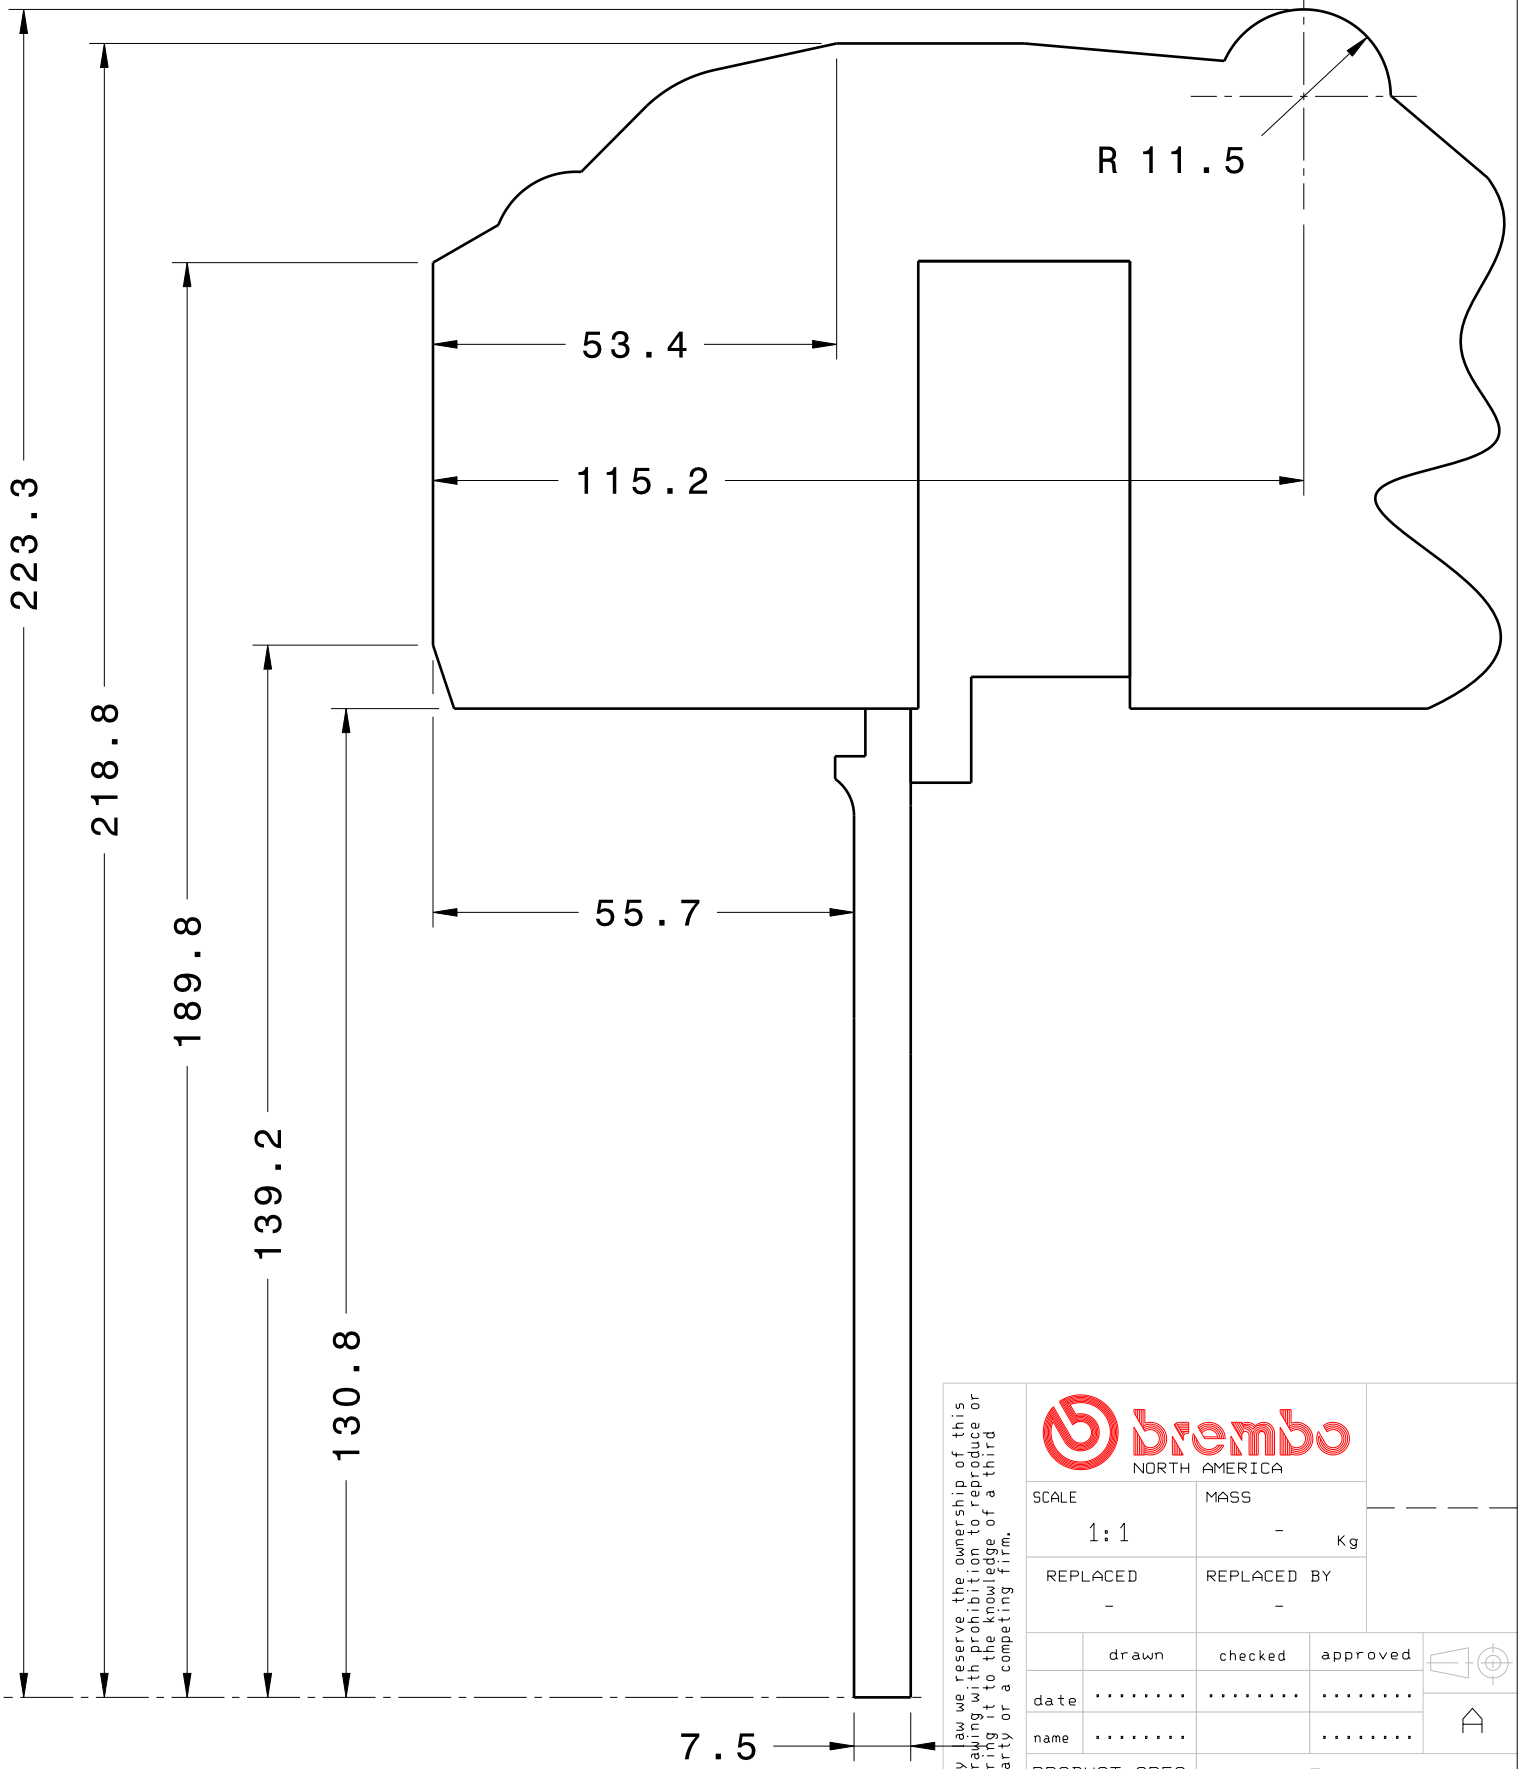 R 11.5
53.4
115.2
223.3
218.8
55.7
189.8
139.2
130.8
7.5
law we reserve the ownership of this
rawing with prohibition to reproduce or
ring it to the knowledge of a third
arty or a competing firm.
brembo
NORTH AMERICA
SCALE
MASS
1:1
-
Kg
REPLACED
REPLACED BY
-
-
drawn
checked
approved
date
........
........
........
name
........
........
A